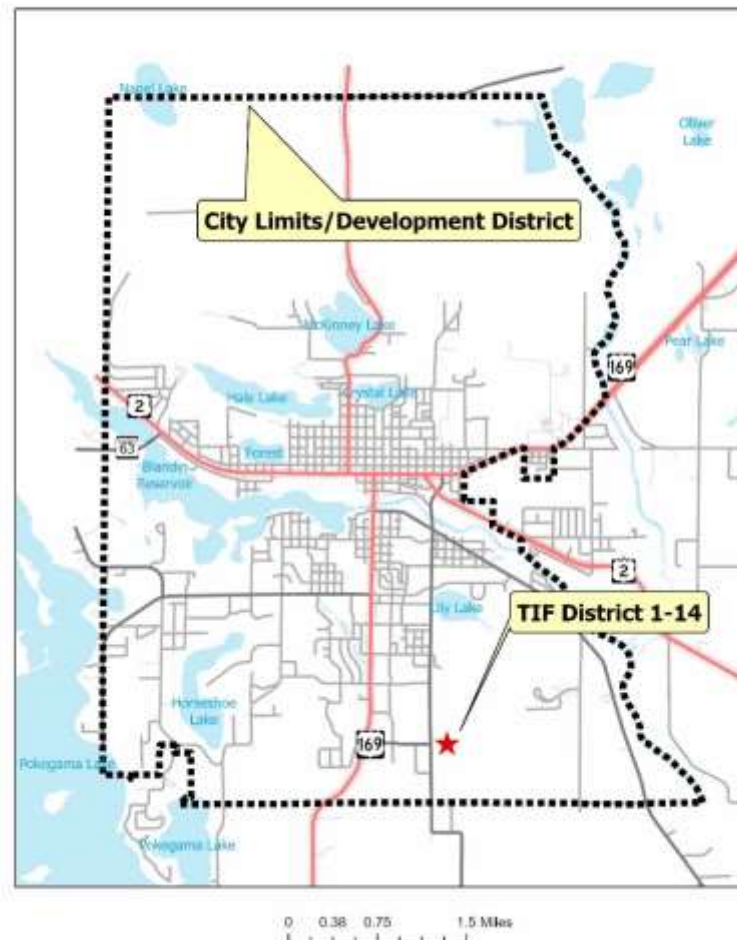 Napel Lake
Oliver
Lake
City Limits/Development District
McKinney Lake
Pear Lake
169
Hale Lake
Crystal Lake
2
63
Forest
Blandin
Reservoir
2
Lily Lake
TIF District 1-14
Horseshoe
Lake
169
Pokegama Lake
Pokegama Lake
0 0.38 0.75 1.5 Miles